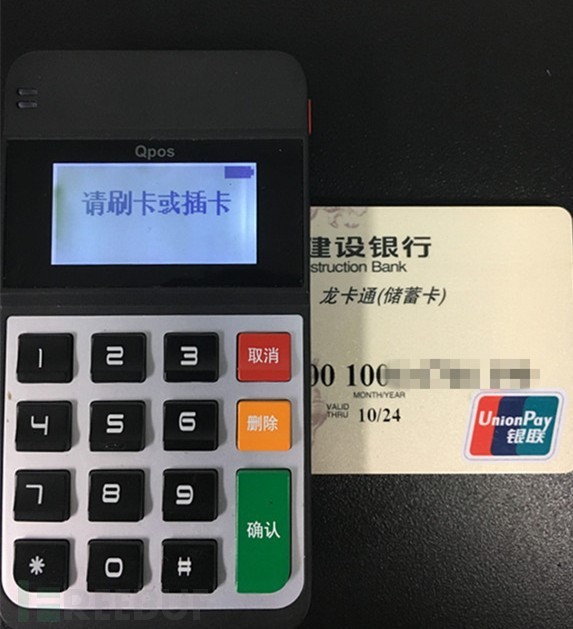 Qpos
请刷卡或插卡
建设银行
struction Bank
龙卡通(储蓄卡)
00 100
MONTH/YEAR
VALID THRU 10/24
UnionPay
银联
1 2 3 取消
4 5 6 删除
7 8 9
确认
* 0 #
REEBUF